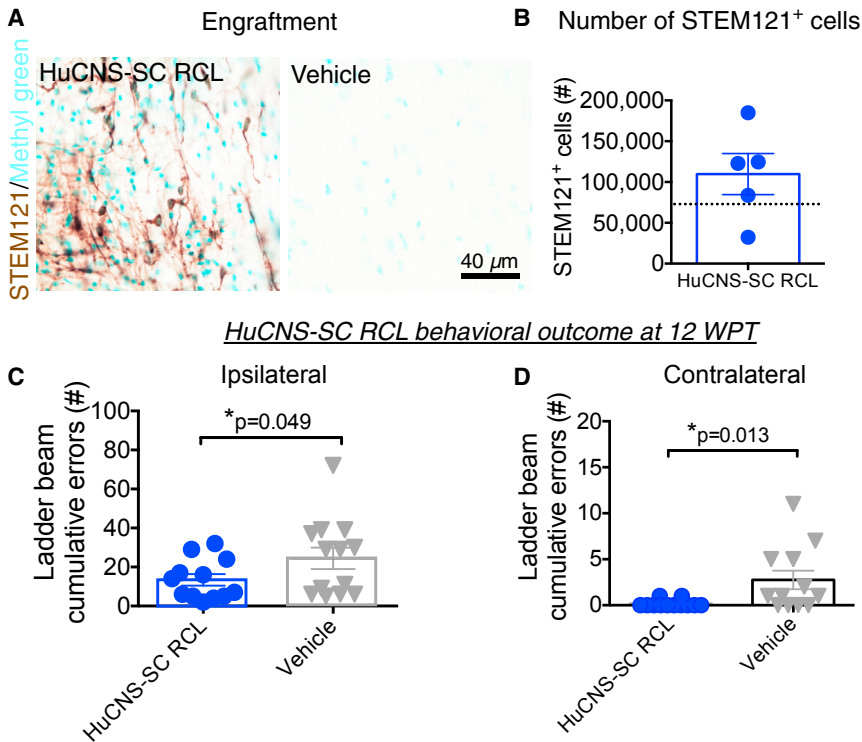 A
Engraftment
HuCNS-SC RCL
Vehicle
STEM121/Methyl green
40 µm
B
Number of STEM121+ cells
STEM121+ cells (#)
200,000
150,000
100,000
50,000
0
HuCNS-SC RCL
HuCNS-SC RCL behavioral outcome at 12 WPT
C
Ipsilateral
Ladder beam
cumulative errors (#)
100
80
60
40
20
0
*p=0.049
HuCNS-SC RCL
Vehicle
D
Contralateral
Ladder beam
cumulative errors (#)
20
15
10
5
0
*p=0.013
HuCNS-SC RCL
Vehicle